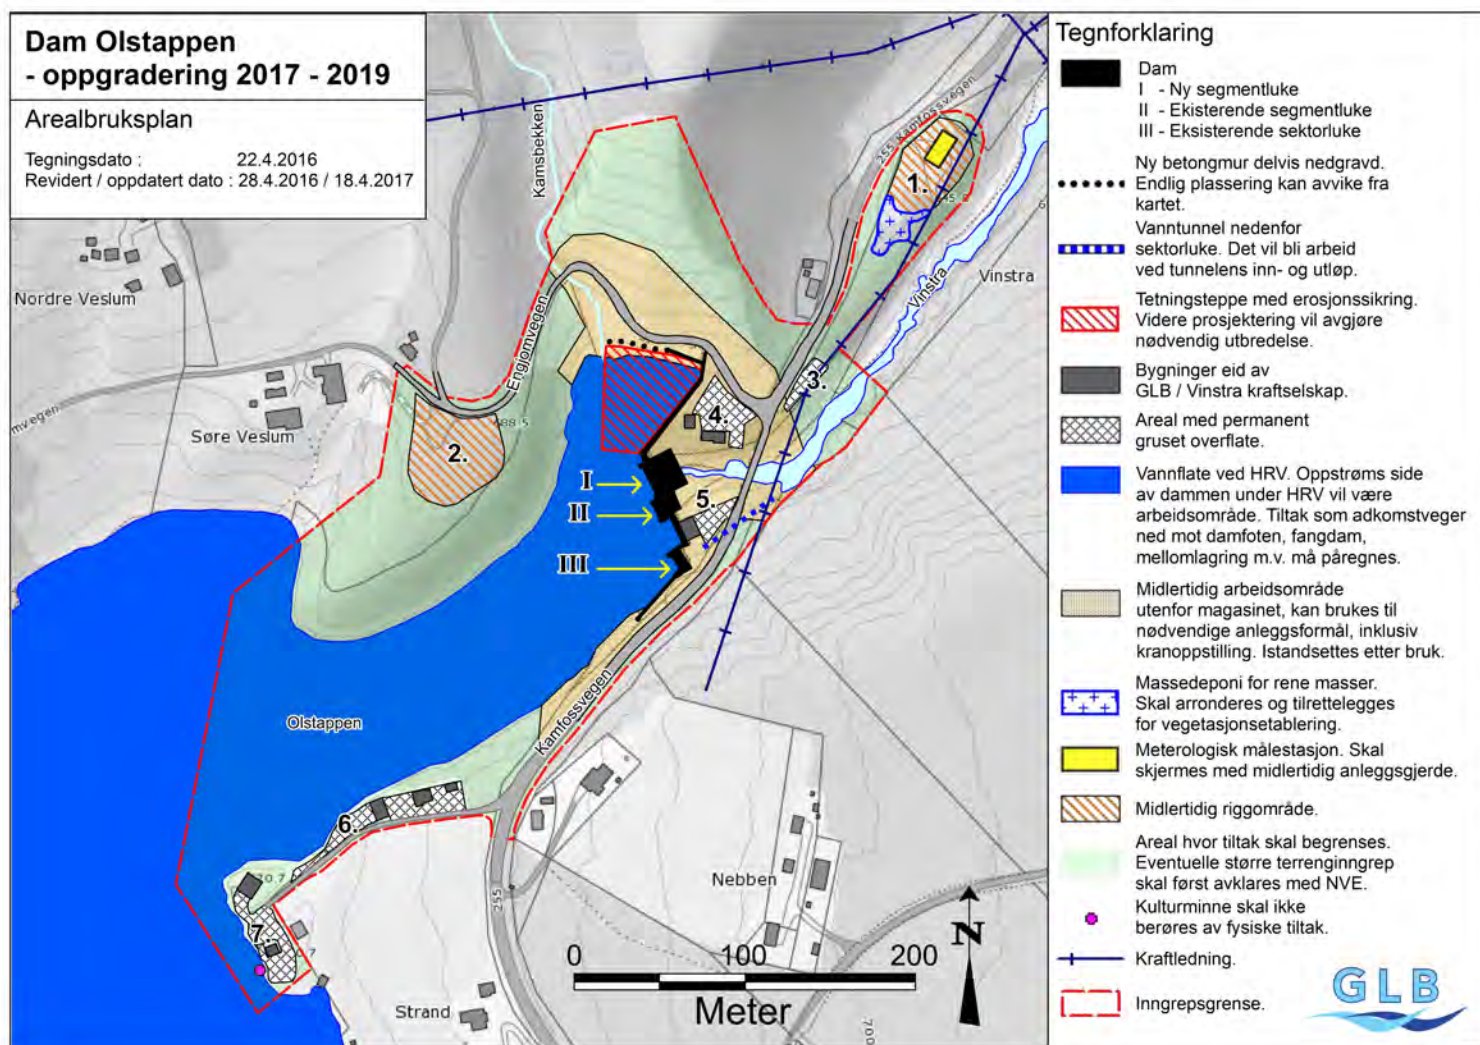 Dam Olstappen
- oppgradering 2017 - 2019
Arealbruksplan
Tegningsdato : 22.4.2016
Revidert / oppdatert dato : 28.4.2016 / 18.4.2017
Kamsbekken
255 Kamfossvegen
1.
Vinstra
Vinstra
Nordre Veslum
Engjomvegen
3.
4.
mvegen
Søre Veslum
688.5
2.
I
II
III
5.
Olstappen
Kamfossvegen
6.
7.
255
Nebben
Strand
N
0 100 200
Meter
Tegnforklaring
Dam
I - Ny segmentluke
II - Ekisterende segmentluke
III - Eksisterende sektorluke
Ny betongmur delvis nedgravd.
Endlig plassering kan avvike fra
kartet.
Vanntunnel nedenfor
sektorluke. Det vil bli arbeid
ved tunnelens inn- og utløp.
Tetningsteppe med erosjonssikring.
Videre prosjektering vil avgjøre
nødvendig utbredelse.
Bygninger eid av
GLB / Vinstra kraftselskap.
Areal med permanent
gruset overflate.
Vannflate ved HRV. Oppstrøms side
av dammen under HRV vil være
arbeidsområde. Tiltak som adkomstveger
ned mot damfoten, fangdam,
mellomlagring m.v. må påregnes.
Midlertidig arbeidsområde
utenfor magasinet, kan brukes til
nødvendige anleggsformål, inklusiv
kranoppstilling. Istandsettes etter bruk.
Massedeponi for rene masser.
Skal arronderes og tilrettelegges
for vegetasjonsetablering.
Meterologisk målestasjon. Skal
skjermes med midlertidig anleggsgjerde.
Midlertidig riggområde.
Areal hvor tiltak skal begrenses.
Eventuelle større terrenginngrep
skal først avklares med NVE.
Kulturminne skal ikke
berøres av fysiske tiltak.
Kraftledning.
Inngrepsgrense.
GLB